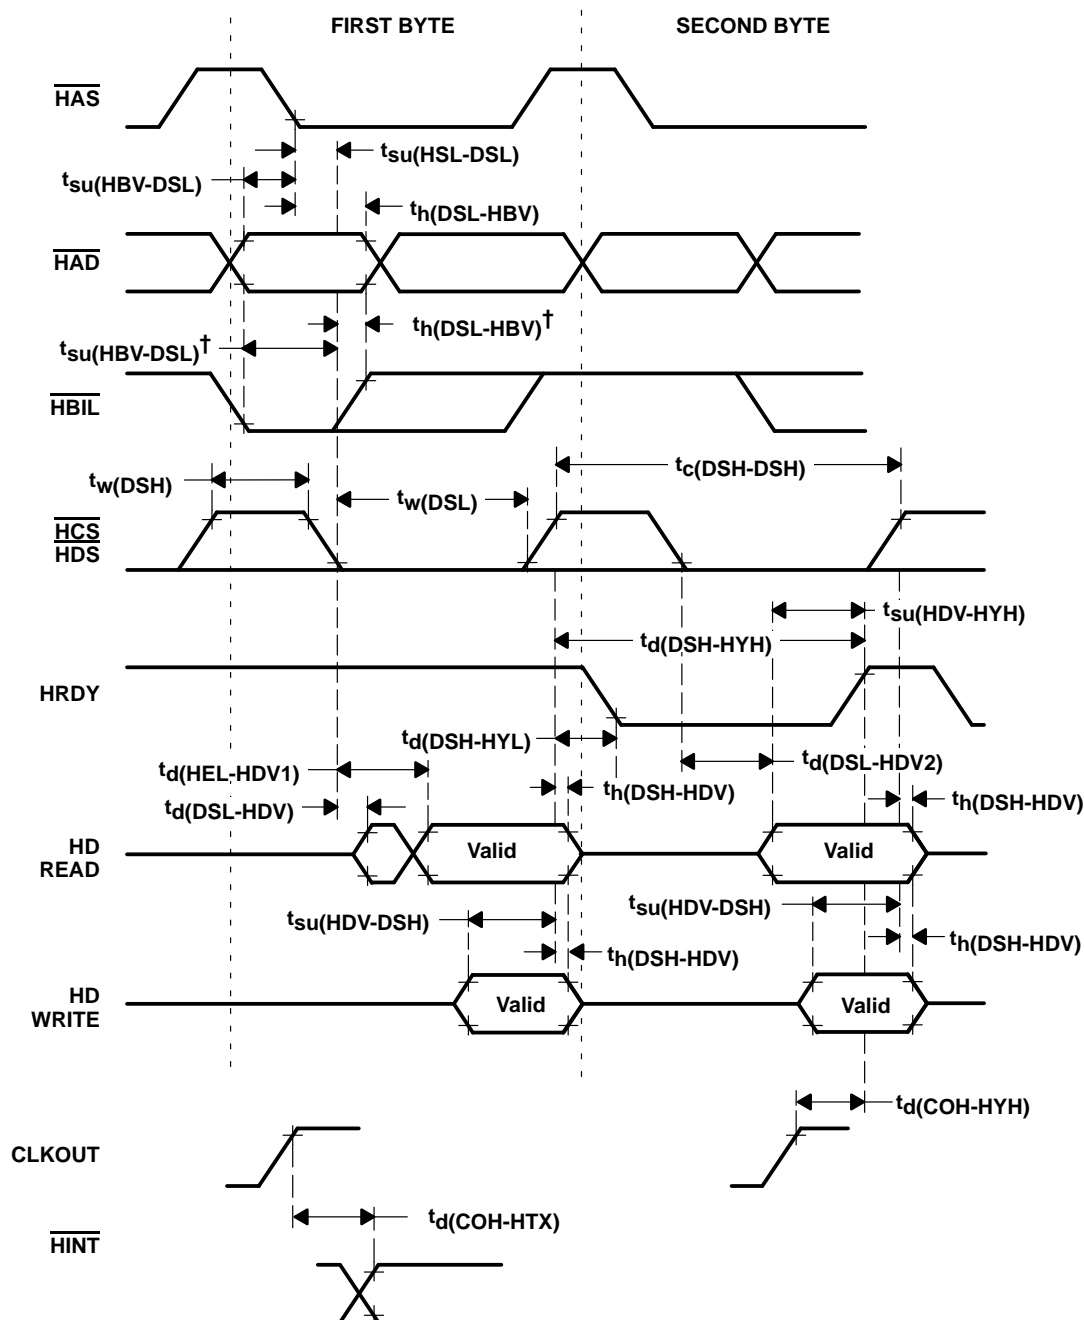 FIRST BYTE
SECOND BYTE
HAS
tsu(HSL-DSL)
tsu(HBV-DSL)
th(DSL-HBV)
HAD
th(DSL-HBV)†
tsu(HBV-DSL)†
HBIL
tc(DSH-DSH)
tw(DSH)
tw(DSL)
HCS
HDS
tsu(HDV-HYH)
td(DSH-HYH)
HRDY
td(DSH-HYL)
td(HEL-HDV1)
td(DSL-HDV2)
th(DSH-HDV)
td(DSL-HDV)
th(DSH-HDV)
HD
READ
Valid
Valid
tsu(HDV-DSH)
tsu(HDV-DSH)
th(DSH-HDV)
th(DSH-HDV)
HD
WRITE
Valid
Valid
td(COH-HYH)
CLKOUT
td(COH-HTX)
HINT